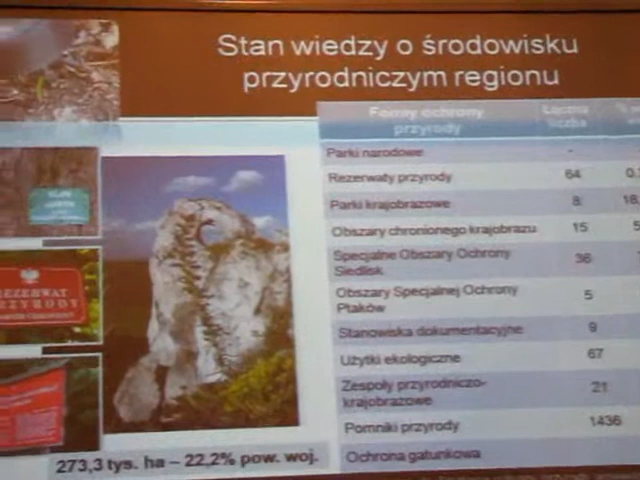 Stan wiedzy o środowisku
przyrodniczym regionu
Formy ochrony
przyrody
Łączna
liczba
Parki narodowe -
Rezerwaty przyrody 64
Parki krajobrazowe 8
Obszary chronionego krajobrazu 15
Specjalne Obszary Ochrony
Siedlisk 36
Obszary Specjalnej Ochrony
Ptaków 5
Stanowiska dokumentacyjne 9
Użytki ekologiczne 67
Zespoły przyrodniczo-
krajobrazowe 21
Pomniki przyrody 1436
Ochrona gatunkowa
REZERWAT
PRZYRODY
273,3 tys. ha – 22,2% pow. woj.